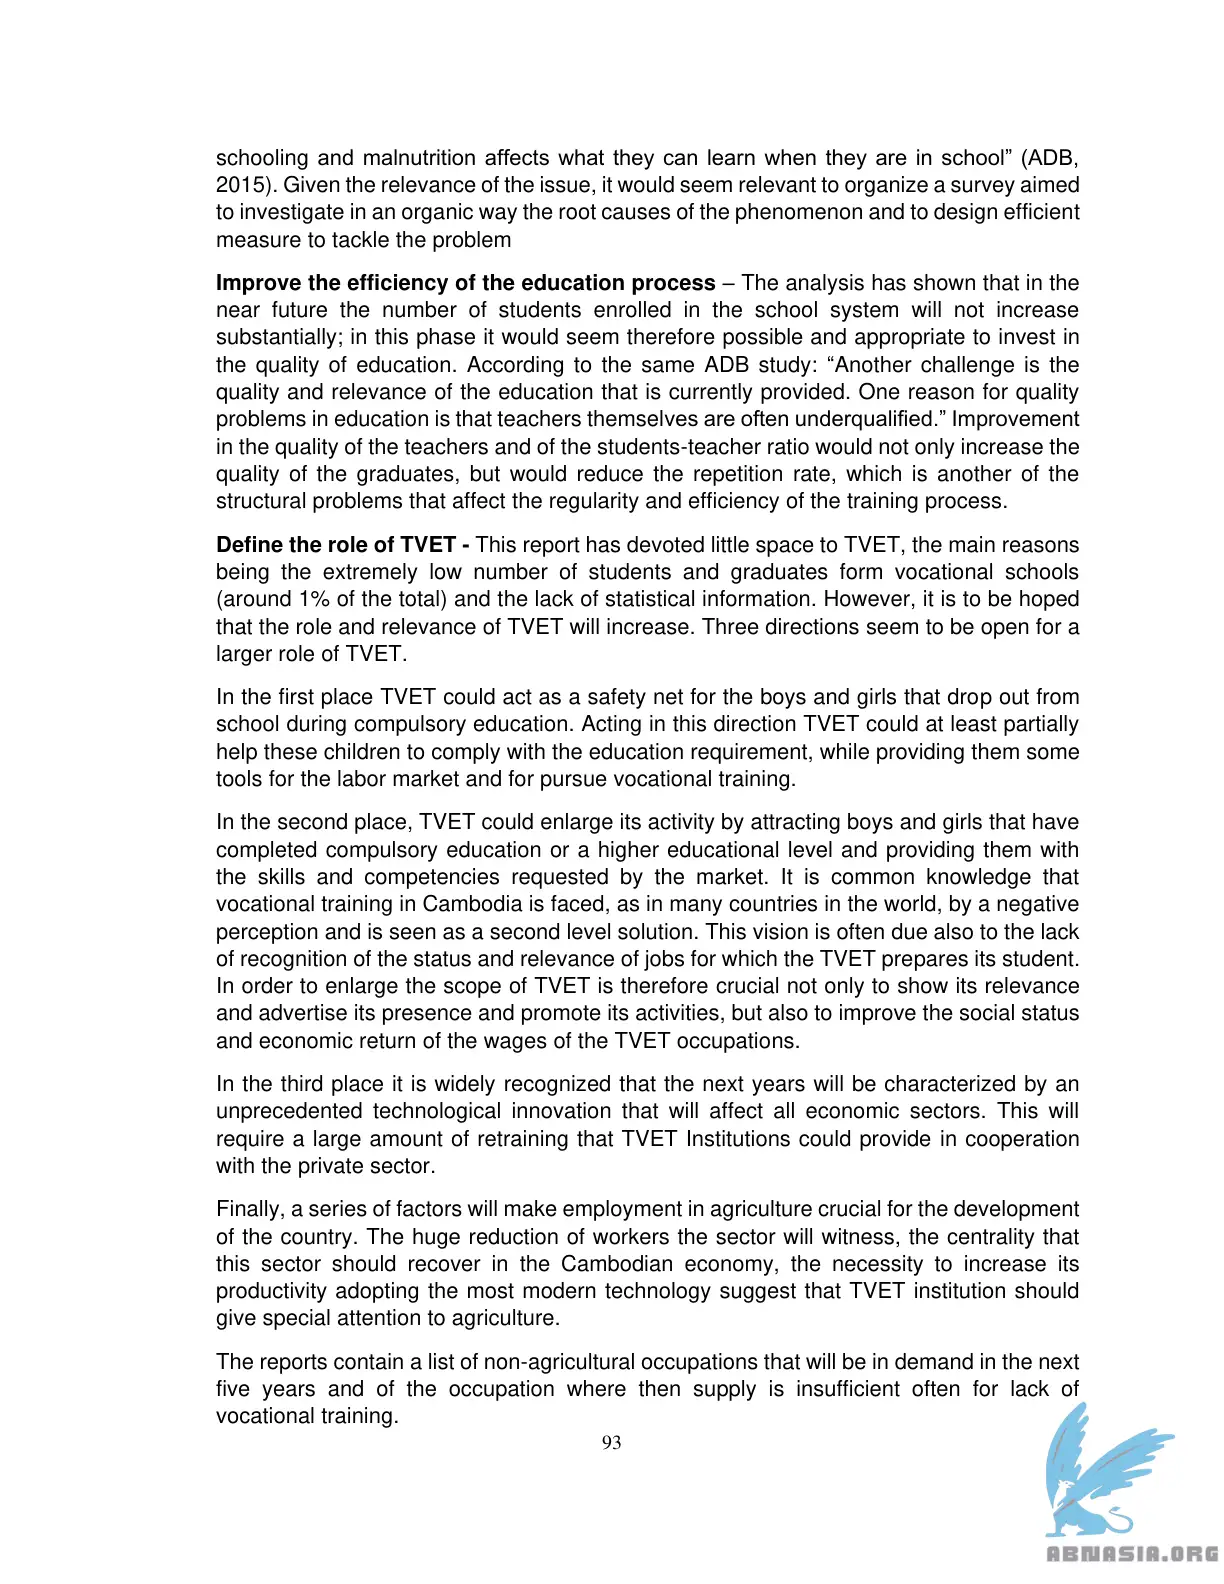 schooling and malnutrition affects what they can learn when they are in school” (ADB,
2015). Given the relevance of the issue, it would seem relevant to organize a survey aimed
to investigate in an organic way the root causes of the phenomenon and to design efficient
measure to tackle the problem
Improve the efficiency of the education process – The analysis has shown that in the
near future the number of students enrolled in the school system will not increase
substantially; in this phase it would seem therefore possible and appropriate to invest in
the quality of education. According to the same ADB study: “Another challenge is the
quality and relevance of the education that is currently provided. One reason for quality
problems in education is that teachers themselves are often underqualified.” Improvement
in the quality of the teachers and of the students-teacher ratio would not only increase the
quality of the graduates, but would reduce the repetition rate, which is another of the
structural problems that affect the regularity and efficiency of the training process.
Define the role of TVET - This report has devoted little space to TVET, the main reasons
being the extremely low number of students and graduates form vocational schools
(around 1% of the total) and the lack of statistical information. However, it is to be hoped
that the role and relevance of TVET will increase. Three directions seem to be open for a
larger role of TVET.
In the first place TVET could act as a safety net for the boys and girls that drop out from
school during compulsory education. Acting in this direction TVET could at least partially
help these children to comply with the education requirement, while providing them some
tools for the labor market and for pursue vocational training.
In the second place, TVET could enlarge its activity by attracting boys and girls that have
completed compulsory education or a higher educational level and providing them with
the skills and competencies requested by the market. It is common knowledge that
vocational training in Cambodia is faced, as in many countries in the world, by a negative
perception and is seen as a second level solution. This vision is often due also to the lack
of recognition of the status and relevance of jobs for which the TVET prepares its student.
In order to enlarge the scope of TVET is therefore crucial not only to show its relevance
and advertise its presence and promote its activities, but also to improve the social status
and economic return of the wages of the TVET occupations.
In the third place it is widely recognized that the next years will be characterized by an
unprecedented technological innovation that will affect all economic sectors. This will
require a large amount of retraining that TVET Institutions could provide in cooperation
with the private sector.
Finally, a series of factors will make employment in agriculture crucial for the development
of the country. The huge reduction of workers the sector will witness, the centrality that
this sector should recover in the Cambodian economy, the necessity to increase its
productivity adopting the most modern technology suggest that TVET institution should
give special attention to agriculture.
The reports contain a list of non-agricultural occupations that will be in demand in the next
five years and of the occupation where then supply is insufficient often for lack of
vocational training.
93
ABNASIA.ORG